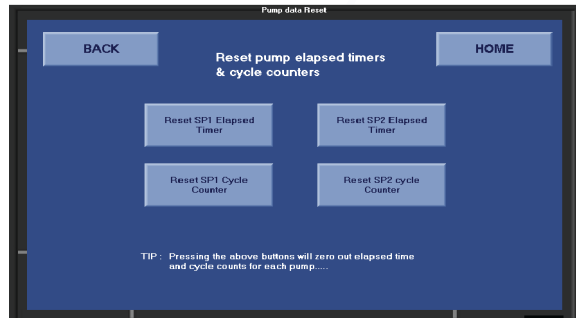 Pump data Reset
BACK
HOME
Reset pump elapsed timers
& cycle counters
Reset SP1 Elapsed
Timer
Reset SP2 Elapsed
Timer
Reset SP1 Cycle
Counter
Reset SP2 cycle
Counter
TIP : Pressing the above buttons will zero out elapsed time
and cycle counts for each pump.....